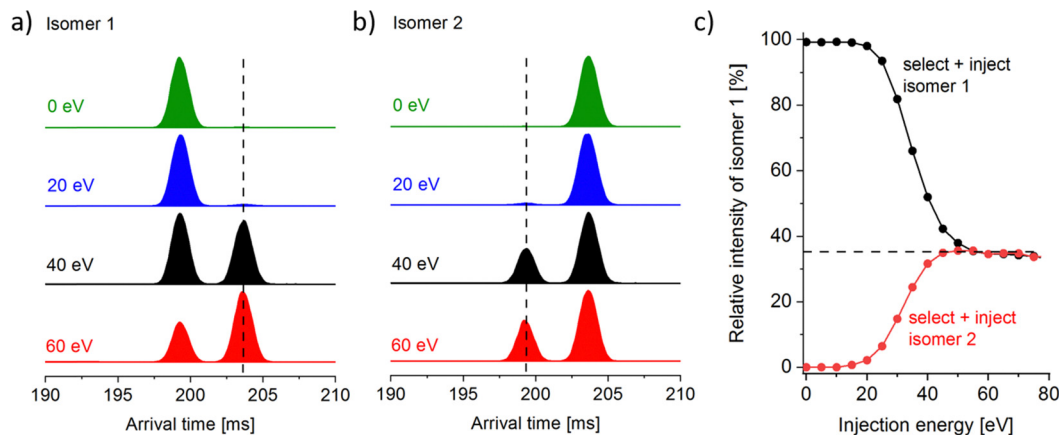 a) Isomer 1
0 eV
20 eV
40 eV
60 eV
190 195 200 205 210
Arrival time [ms]
b) Isomer 2
0 eV
20 eV
40 eV
60 eV
190 195 200 205 210
Arrival time [ms]
c)
Relative intensity of isomer 1 [%]
100
80
60
40
20
0
select + inject
isomer 1
select + inject
isomer 2
0 20 40 60 80
Injection energy [eV]